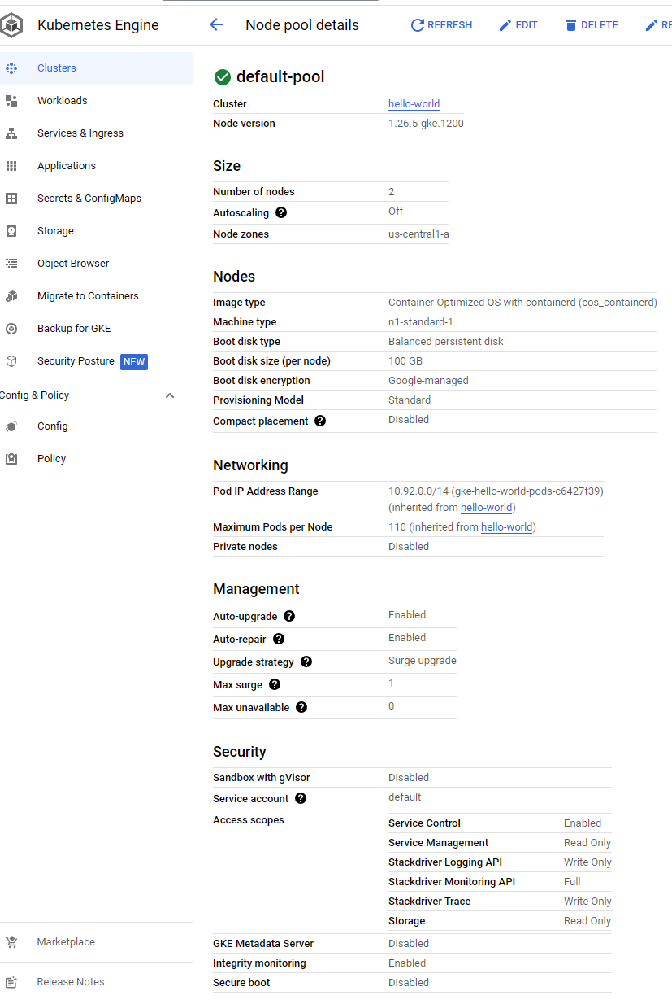 Kubernetes Engine
Node pool details
REFRESH
EDIT
DELETE
RE
Clusters
Workloads
Services & Ingress
Applications
Secrets & ConfigMaps
Storage
Object Browser
Migrate to Containers
Backup for GKE
Security Posture NEW
Config & Policy
Config
Policy
Marketplace
Release Notes
default-pool
Cluster hello-world
Node version 1.26.5-gke.1200
Size
Number of nodes 2
Autoscaling ? Off
Node zones us-central1-a
Nodes
Image type Container-Optimized OS with containerd (cos_containerd)
Machine type n1-standard-1
Boot disk type Balanced persistent disk
Boot disk size (per node) 100 GB
Boot disk encryption Google-managed
Provisioning Model Standard
Compact placement ? Disabled
Networking
Pod IP Address Range 10.92.0.0/14 (gke-hello-world-pods-c6427f39)
(inherited from hello-world)
Maximum Pods per Node 110 (inherited from hello-world)
Private nodes Disabled
Management
Auto-upgrade ? Enabled
Auto-repair ? Enabled
Upgrade strategy ? Surge upgrade
Max surge ? 1
Max unavailable ? 0
Security
Sandbox with gVisor Disabled
Service account ? default
Access scopes
Service Control Enabled
Service Management Read Only
Stackdriver Logging API Write Only
Stackdriver Monitoring API Full
Stackdriver Trace Write Only
Storage Read Only
GKE Metadata Server Disabled
Integrity monitoring Enabled
Secure boot Disabled